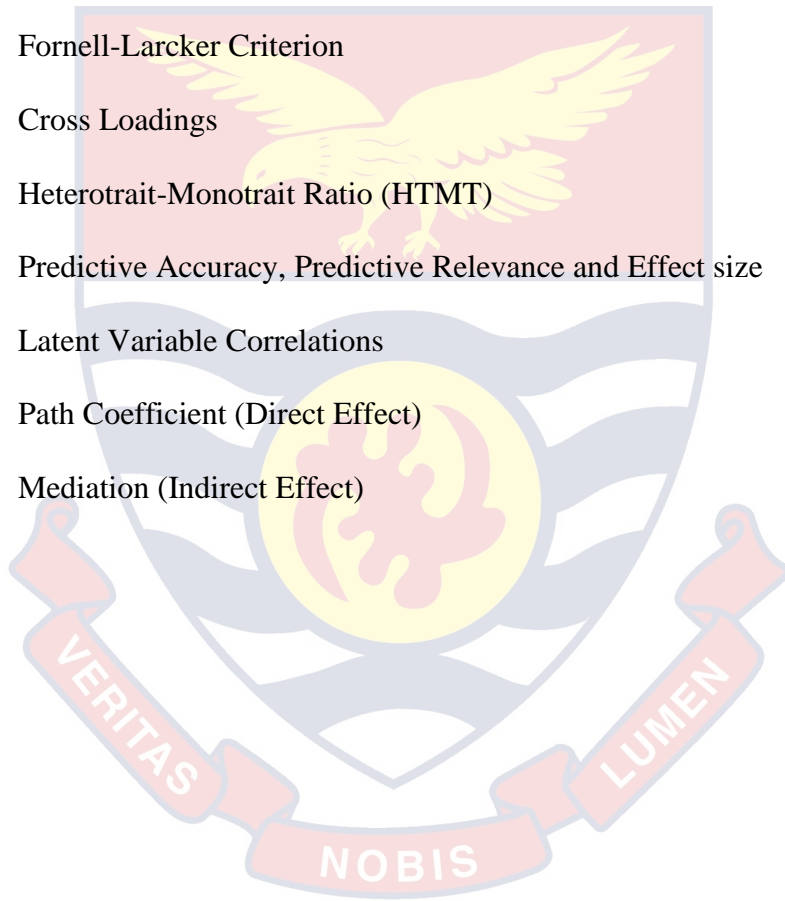 Fornell-Larcker Criterion
Cross Loadings
Heterotrait-Monotrait Ratio (HTMT)
Predictive Accuracy, Predictive Relevance and Effect size
Latent Variable Correlations
Path Coefficient (Direct Effect)
Mediation (Indirect Effect)
VERITAS
NOBIS
LUMEN